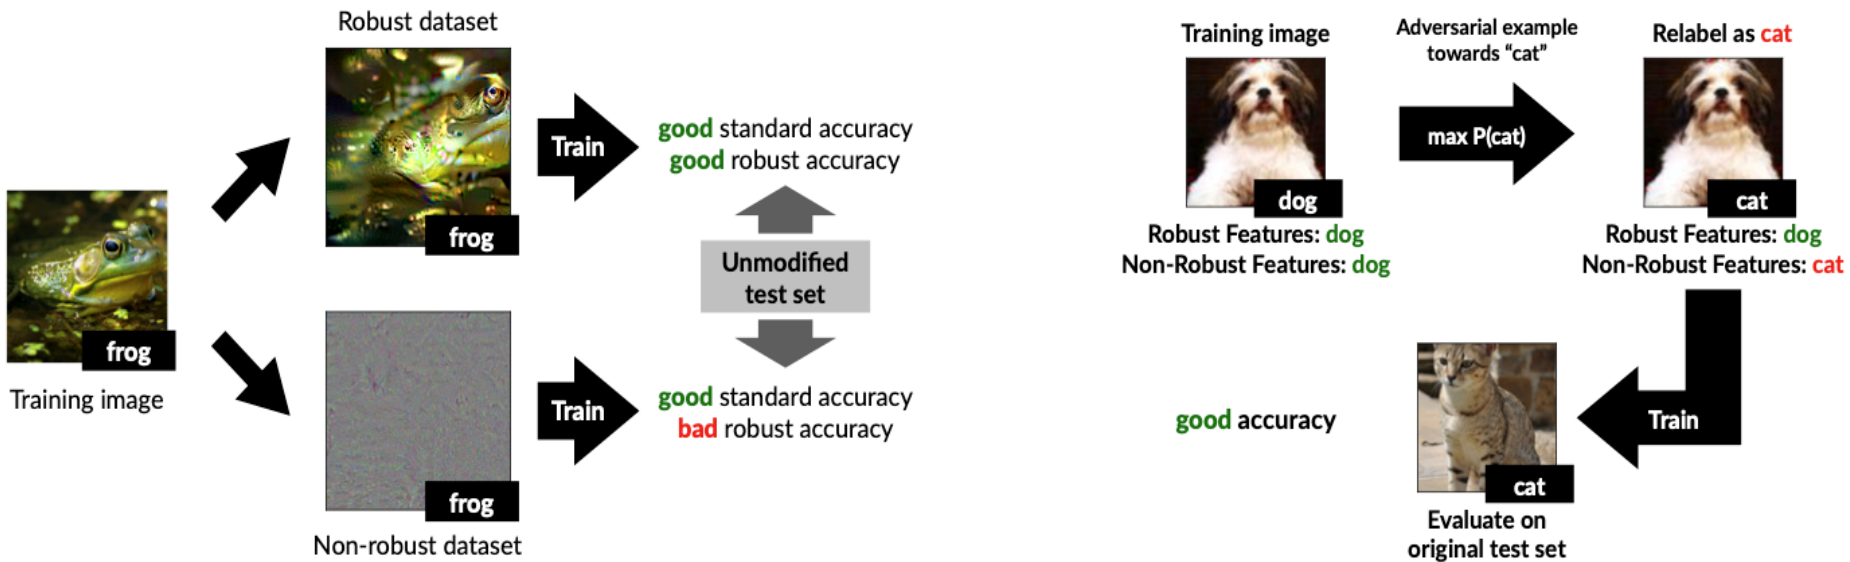 Robust dataset
frog
Train
good standard accuracy
good robust accuracy
frog
Training image
Unmodified
test set
frog
Non-robust dataset
Train
good standard accuracy
bad robust accuracy
Training image
dog
Robust Features: dog
Non-Robust Features: dog
Adversarial example
towards “cat”
max P(cat)
Relabel as cat
cat
Robust Features: dog
Non-Robust Features: cat
Train
cat
Evaluate on
original test set
good accuracy